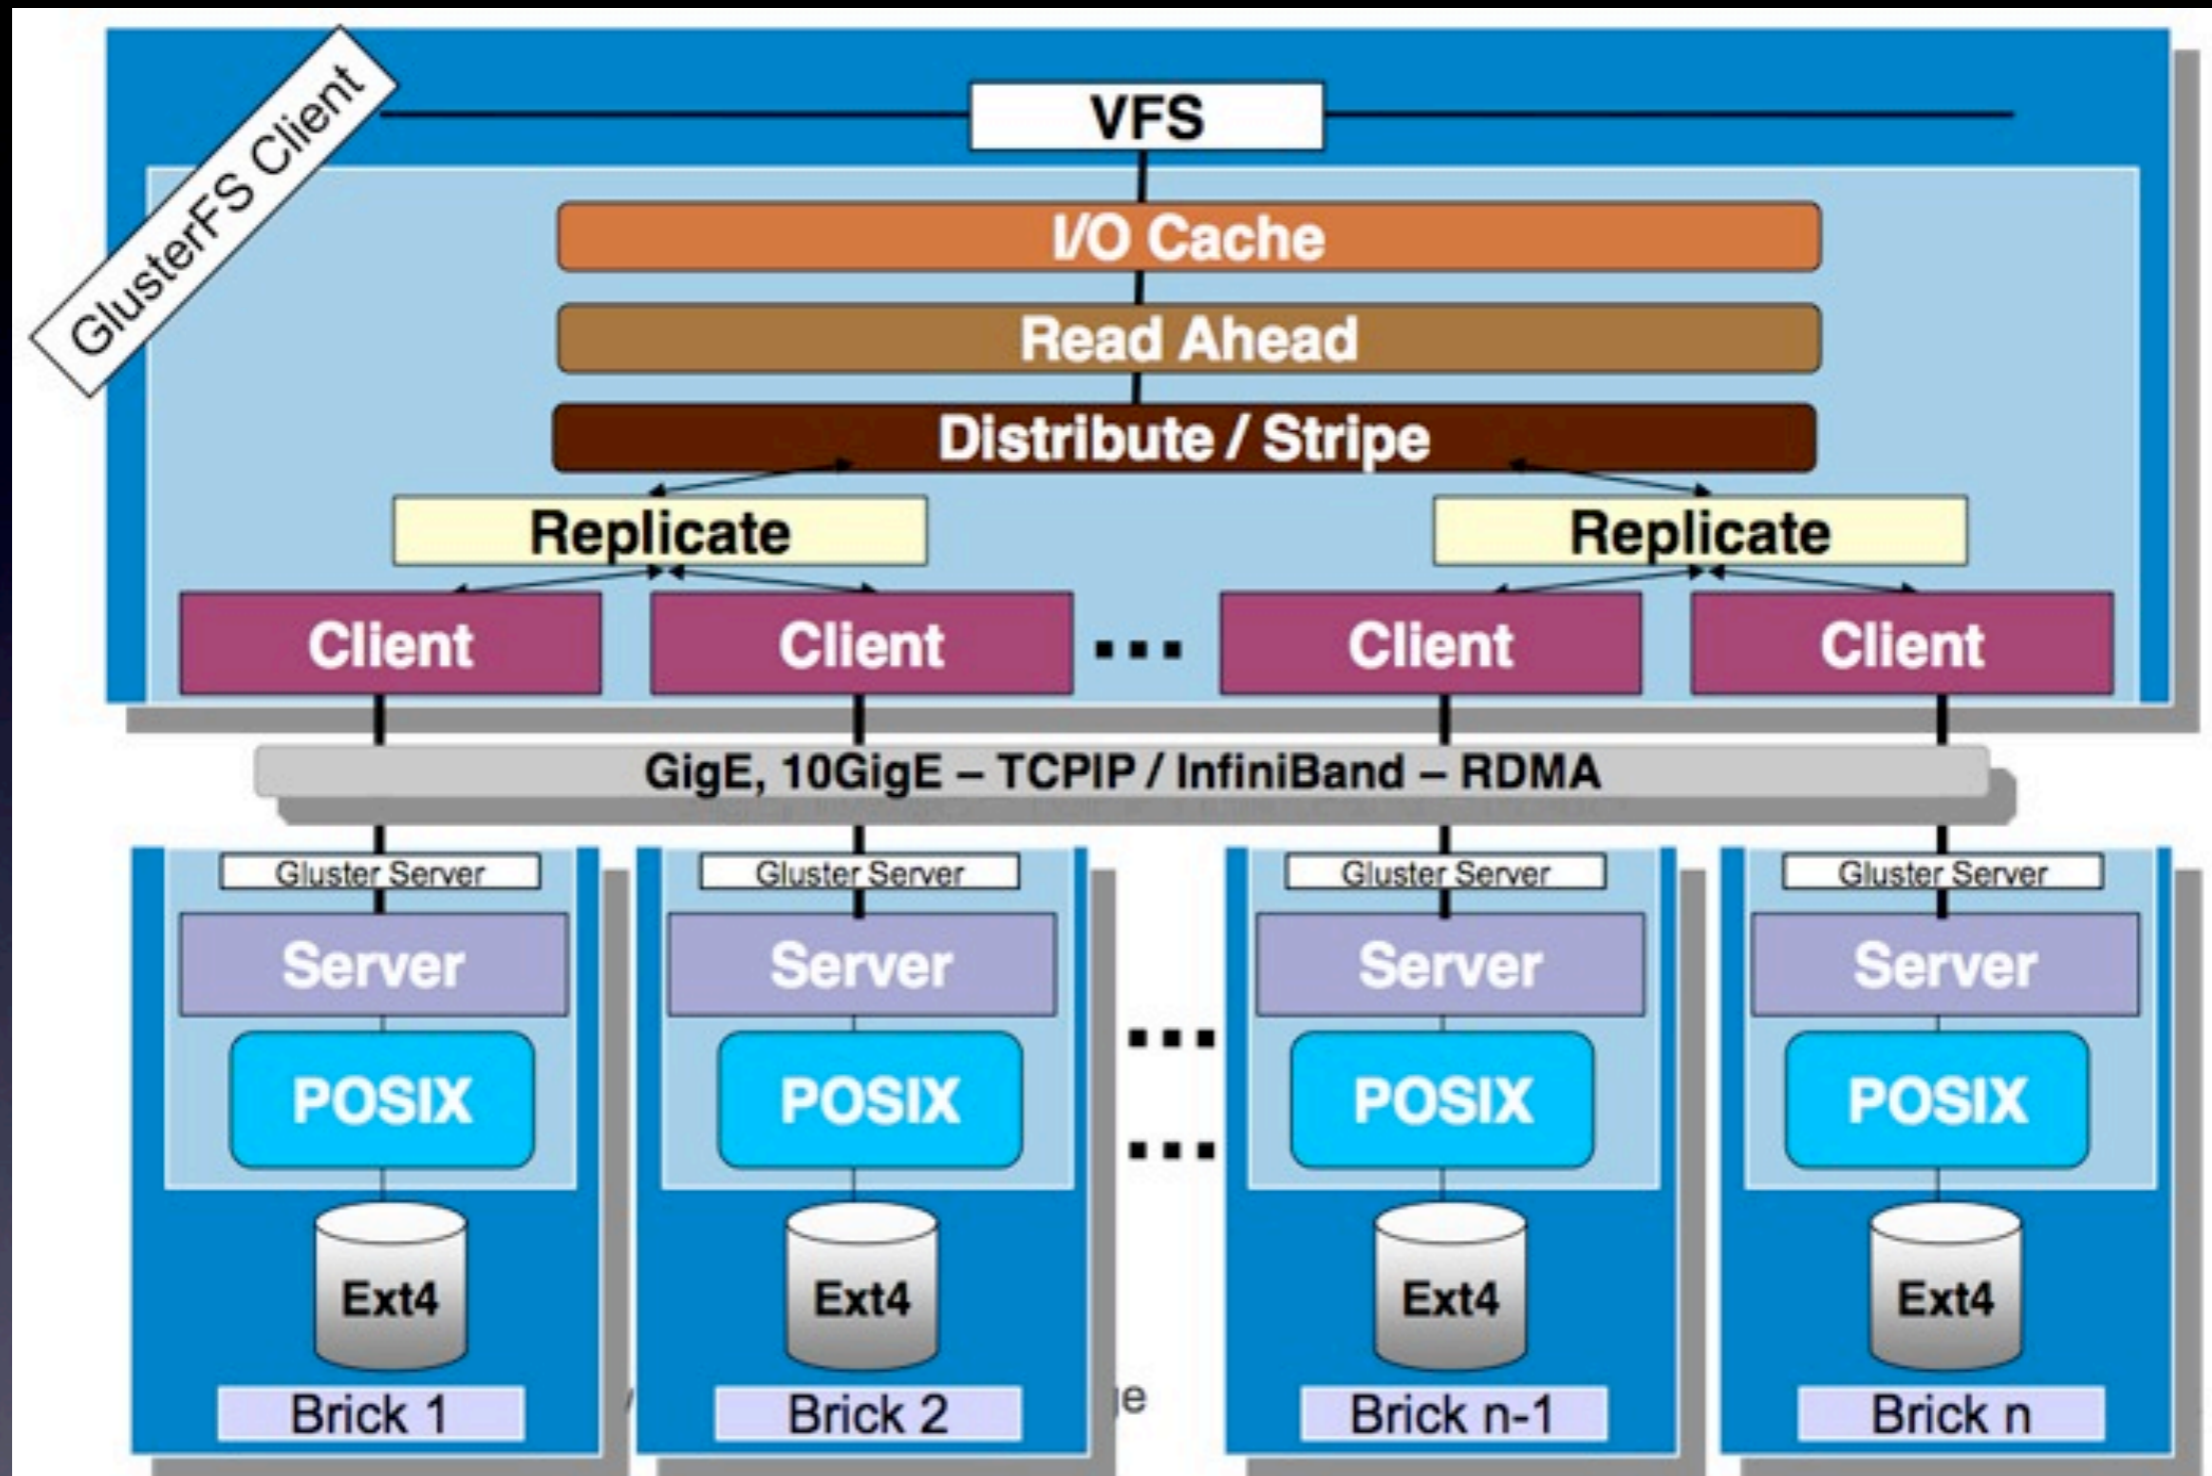 GlusterFS Client
VFS
I/O Cache
Read Ahead
Distribute / Stripe
Replicate
Replicate
Client
Client
...
Client
Client
GigE, 10GigE – TCPIP / InfiniBand – RDMA
Gluster Server
Gluster Server
Gluster Server
Gluster Server
Server
Server
Server
Server
...
POSIX
POSIX
POSIX
POSIX
...
Ext4
Ext4
Ext4
Ext4
Brick 1
Brick 2
Brick n-1
Brick n